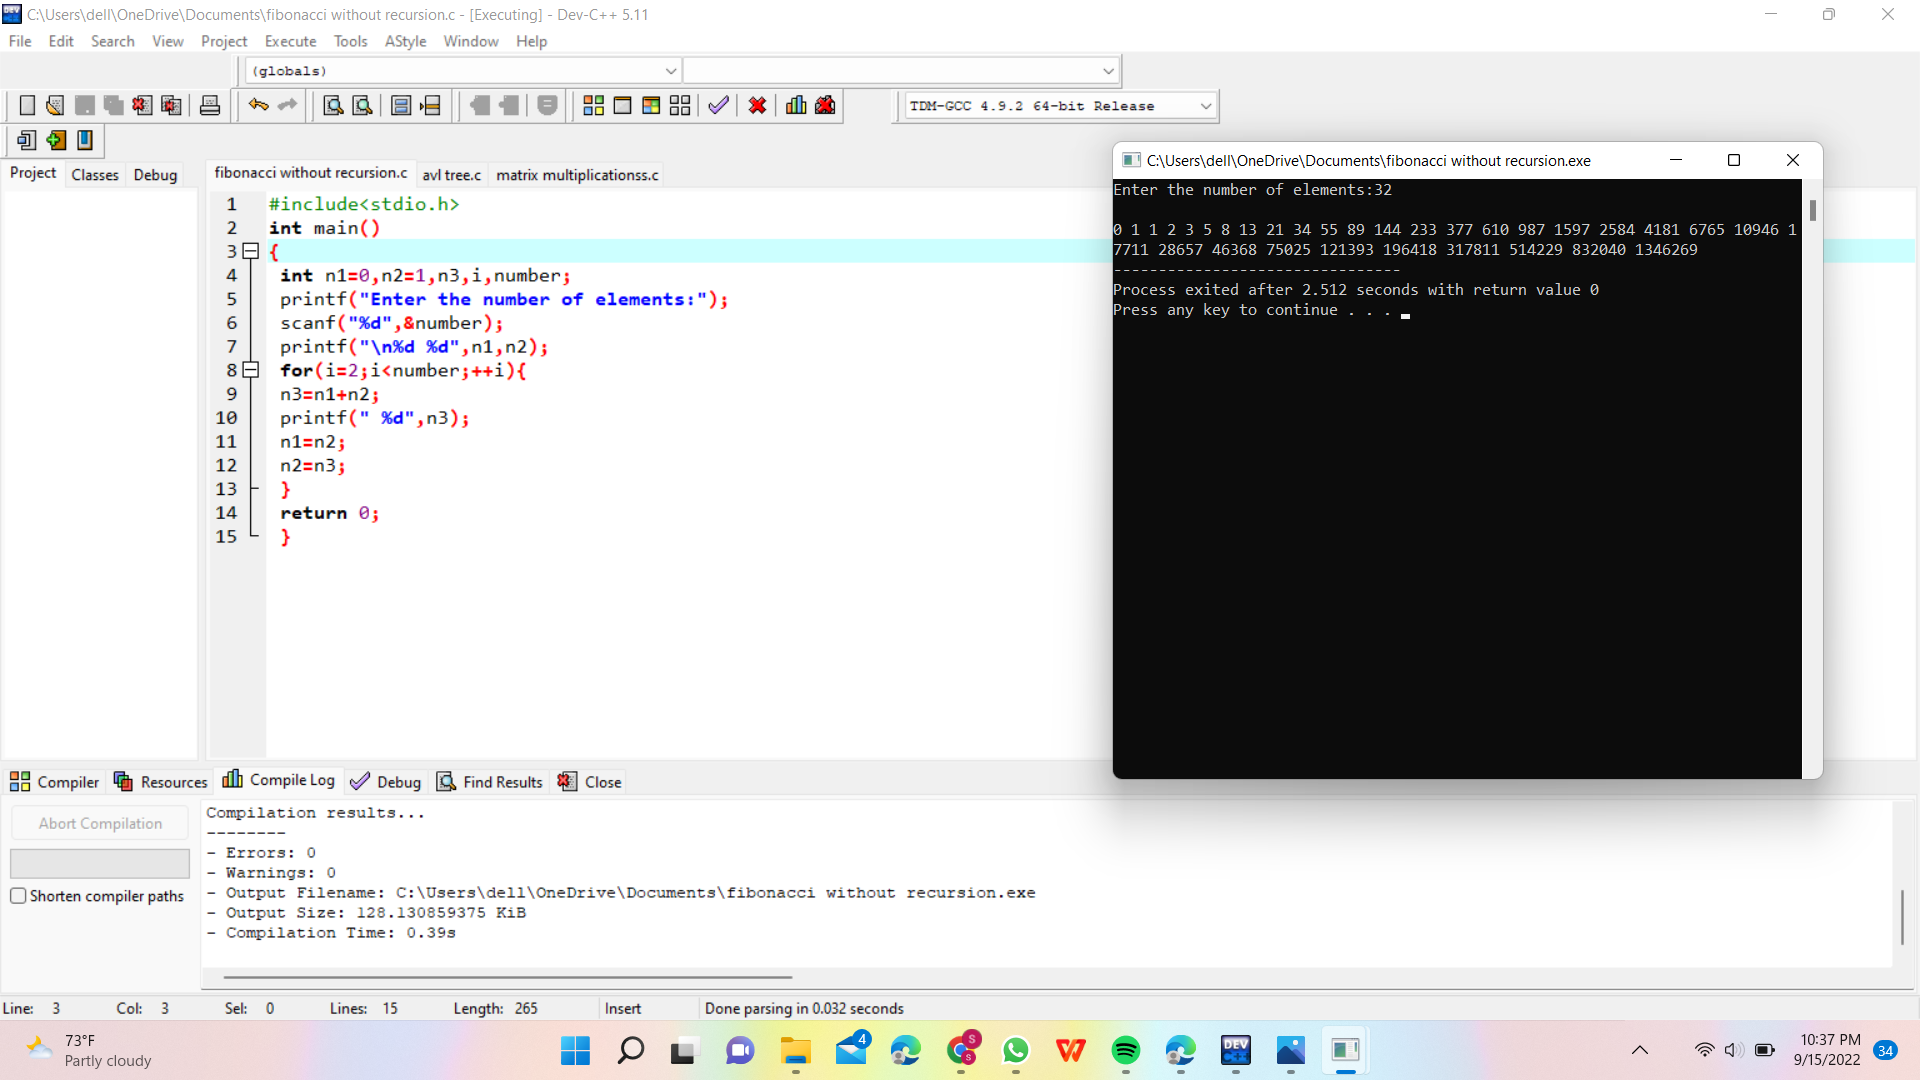 C:\Users\dell\OneDrive\Documents\fibonacci without recursion.c - [Executing] - Dev-C++ 5.11
File Edit Search View Project Execute Tools AStyle Window Help
(globals)
TDM-GCC 4.9.2 64-bit Release
Project Classes Debug
fibonacci without recursion.c avl tree.c matrix multiplicationss.c
1 #include<stdio.h>
2 int main()
3 {
4 int n1=0,n2=1,n3,i,number;
5 printf("Enter the number of elements:");
6 scanf("%d",&number);
7 printf("\n%d %d",n1,n2);
8 for(i=2;i<number;++i){
9 n3=n1+n2;
10 printf(" %d",n3);
11 n1=n2;
12 n2=n3;
13 }
14 return 0;
15 }
C:\Users\dell\OneDrive\Documents\fibonacci without recursion.exe
Enter the number of elements:32
0 1 1 2 3 5 8 13 21 34 55 89 144 233 377 610 987 1597 2584 4181 6765 10946 1
7711 28657 46368 75025 121393 196418 317811 514229 832040 1346269
--------------------------------
Process exited after 2.512 seconds with return value 0
Press any key to continue . . .
Compiler Resources Compile Log Debug Find Results Close
Abort Compilation
Shorten compiler paths
Compilation results...
--------
- Errors: 0
- Warnings: 0
- Output Filename: C:\Users\dell\OneDrive\Documents\fibonacci without recursion.exe
- Output Size: 128.130859375 KiB
- Compilation Time: 0.39s
Line: 3 Col: 3 Sel: 0 Lines: 15 Length: 265 Insert Done parsing in 0.032 seconds
73°F
Partly cloudy
4
S
S
DEV
C++
10:37 PM
9/15/2022
34